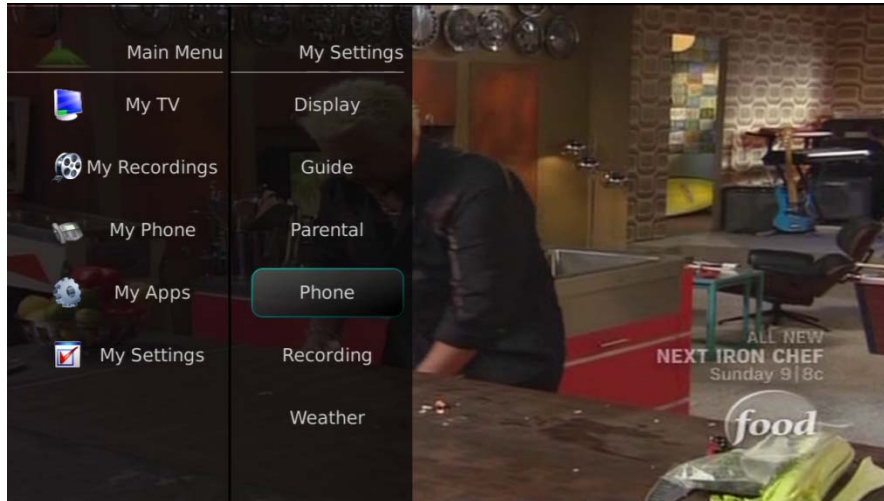 Main Menu
My TV
My Recordings
My Phone
My Apps
My Settings
My Settings
Display
Guide
Parental
Phone
Recording
Weather
ALL NEW
NEXT IRON CHEF
Sunday 9|8c
food